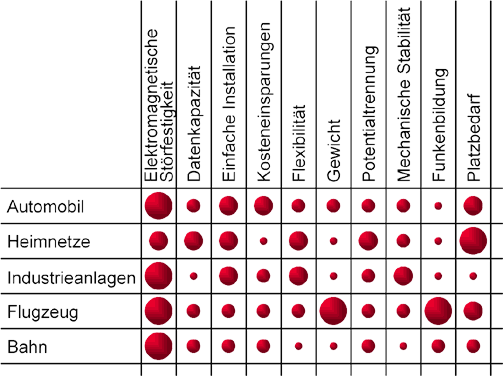 Elektromagnetische
Störfestigkeit
Datenkapazität
Einfache Installation
Kosteneinsparungen
Flexibilität
Gewicht
Potentialtrennung
Mechanische Stabilität
Funkenbildung
Platzbedarf
Automobil
Heimnetze
Industrieanlagen
Flugzeug
Bahn